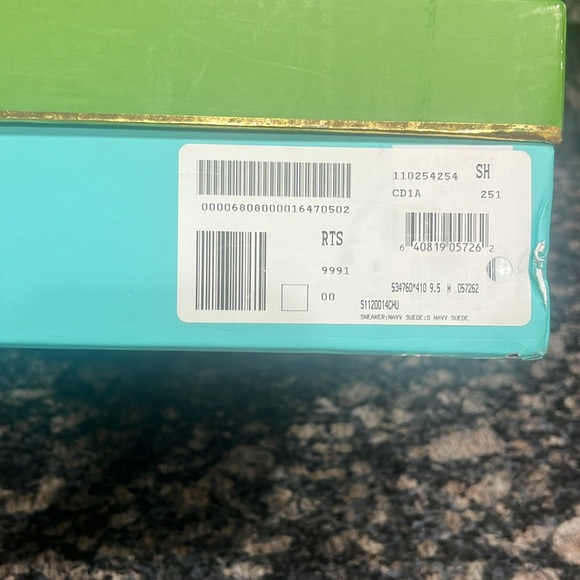 110254254 SH
CD1A 251
00006808000016470502
RTS
6 40819 05726 2
9991
534760*410 9.5 M 057262
00
S1120014CHU
SNEAKER:NAVY SUEDE:O NAVY SUEDE